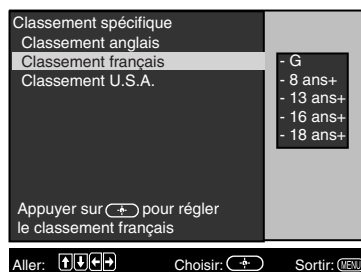 Classement spécifique
Classement anglais
Classement français
Classement U.S.A.
- G
- 8 ans+
- 13 ans+
- 16 ans+
- 18 ans+
Appuyer sur pour régler
le classement français
Aller: Choisir: Sortir: MENU